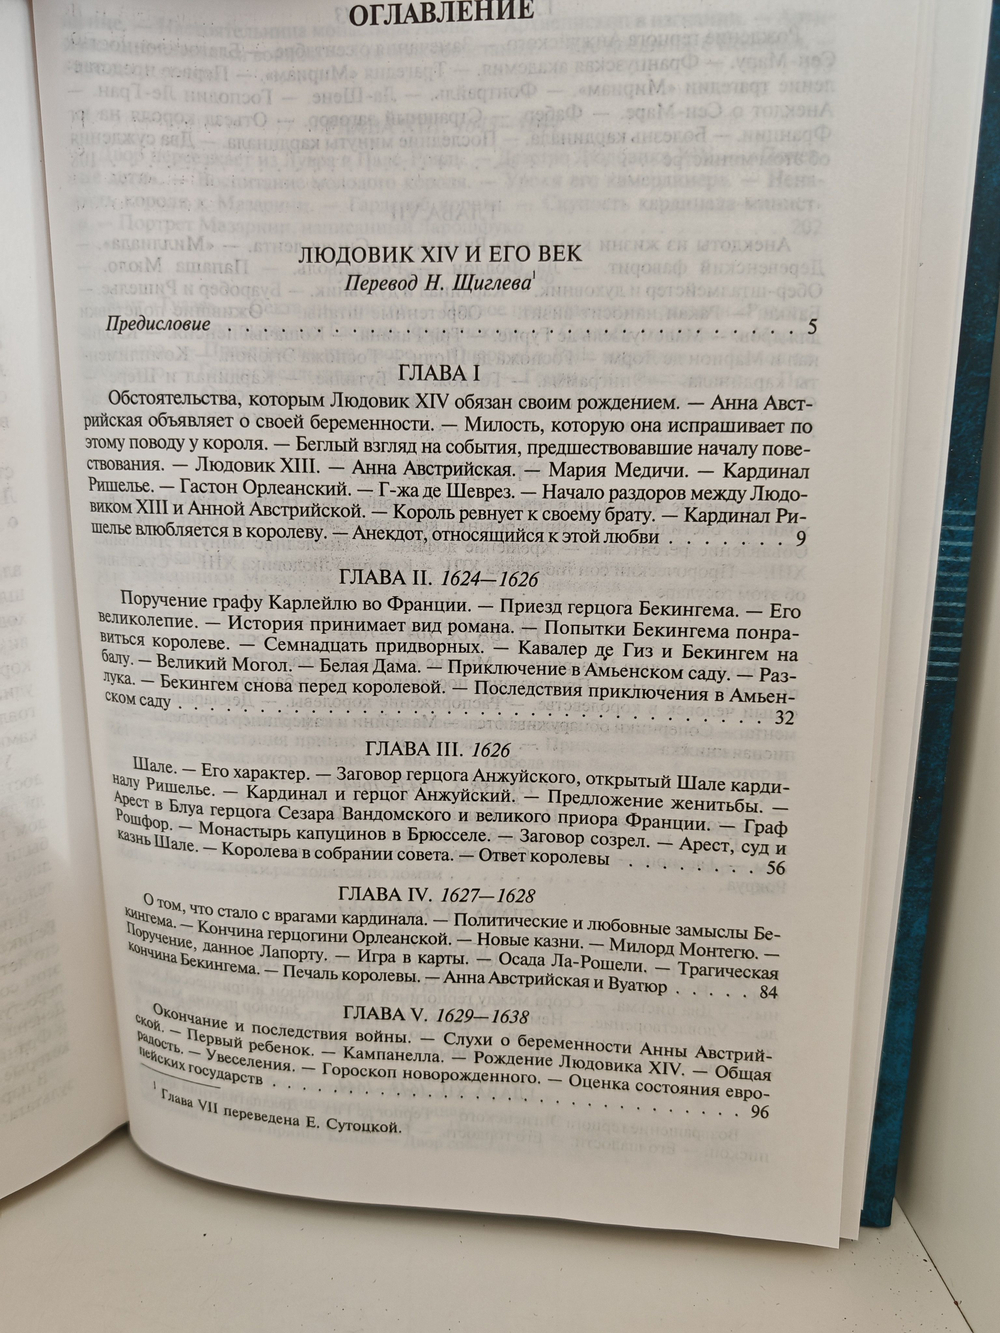 ОГЛАВЛЕНИЕ
ЛЮДОВИК XIV И ЕГО ВЕК
Перевод Н. Щиглева¹
Предисловие . . . . . . . . . . . . . . . . . . . . . . . . . . . . . . . . 5
ГЛАВА I
Обстоятельства, которым Людовик XIV обязан своим рождением. — Анна Авст-
рийская объявляет о своей беременности. — Милость, которую она испрашивает по
этому поводу у короля. — Беглый взгляд на события, предшествовавшие началу пове-
ствования. — Людовик XIII. — Анна Австрийская. — Мария Медичи. — Кардинал
Ришелье. — Гастон Орлеанский. — Г-жа де Шеврез. — Начало раздоров между Людо-
виком XIII и Анной Австрийской. — Король ревнует к своему брату. — Кардинал Ри-
шелье влюбляется в королеву. — Анекдот, относящийся к этой любви . . . . . . . 9
ГЛАВА II. 1624—1626
Поручение графу Карлейлю во Франции. — Приезд герцога Бекингема. — Его
великолепие. — История принимает вид романа. — Попытки Бекингема понра-
виться королеве. — Семнадцать придворных. — Кавалер де Гиз и Бекингем на
балу. — Великий Могол. — Белая Дама. — Приключение в Амьенском саду. — Раз-
лука. — Бекингем снова перед королевой. — Последствия приключения в Амьен-
ском саду . . . . . . . . . . . . . . . . . . . . . . . . . . . . . . . . 32
ГЛАВА III. 1626
Шале. — Его характер. — Заговор герцога Анжуйского, открытый Шале карди-
налу Ришелье. — Кардинал и герцог Анжуйский. — Предложение женитьбы. —
Арест в Блуа герцога Сезара Вандомского и великого приора Франции. — Граф
Рошфор. — Монастырь капуцинов в Брюсселе. — Заговор созрел. — Арест, суд и
казнь Шале. — Королева в собрании совета. — Ответ королевы . . . . . . . . 56
ГЛАВА IV. 1627—1628
О том, что стало с врагами кардинала. — Политические и любовные замыслы Бе-
кингема. — Кончина герцогини Орлеанской. — Новые казни. — Милорд Монтегю. —
Поручение, данное Лапорту. — Игра в карты. — Осада Ла-Рошели. — Трагическая
кончина Бекингема. — Печаль королевы. — Анна Австрийская и Вуатюр . . . . . 84
ГЛАВА V. 1629—1638
Окончание и последствия войны. — Слухи о беременности Анны Австрий-
ской. — Первый ребенок. — Кампанелла. — Рождение Людовика XIV. — Общая
радость. — Увеселения. — Гороскоп новорожденного. — Оценка состояния евро-
пейских государств . . . . . . . . . . . . . . . . . . . . . . . . . . . . 96
¹ Глава VII переведена Е. Сутоцкой.